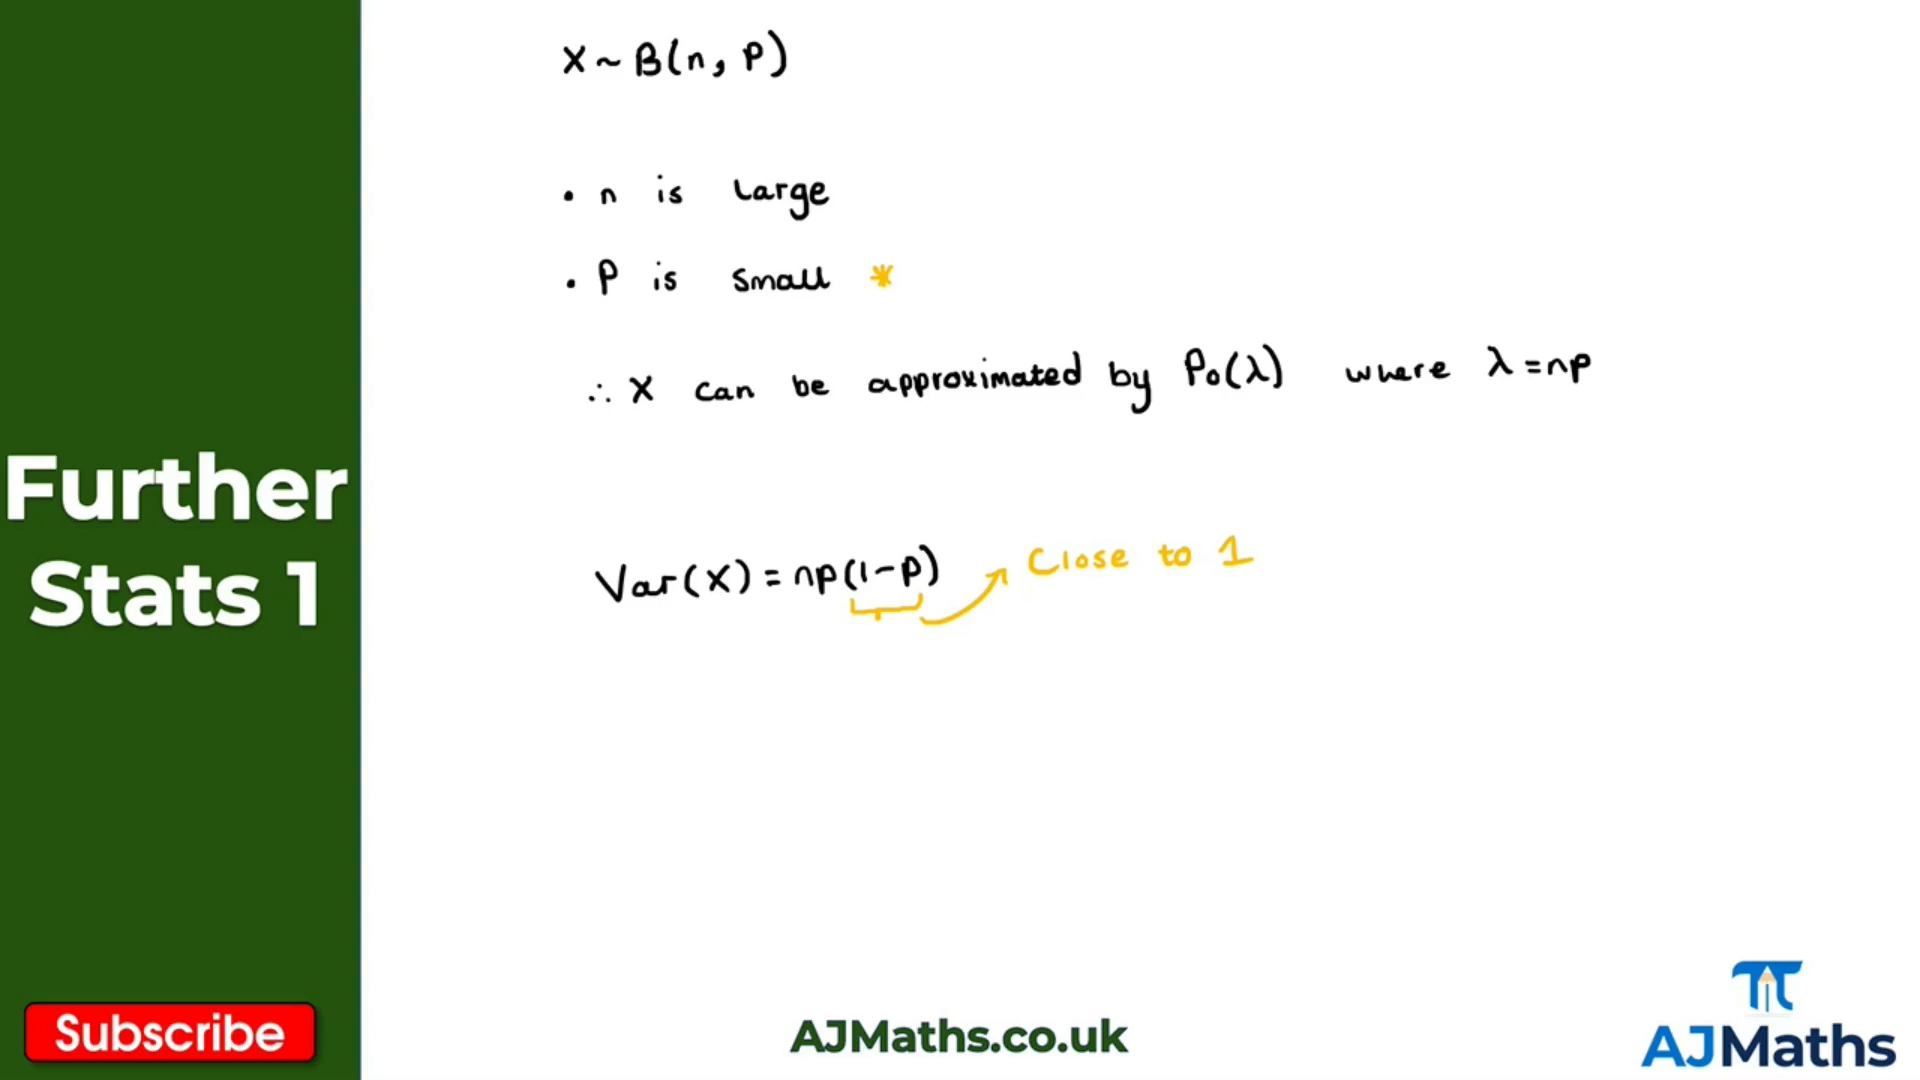 X ~ B(n, p)
• n is large
• P is small *
∴ X can be approximated by Po(λ) where λ = np
Further
Stats 1
Var(X) = np(1-p) Close to 1
Subscribe
AJMaths.co.uk
AJMaths